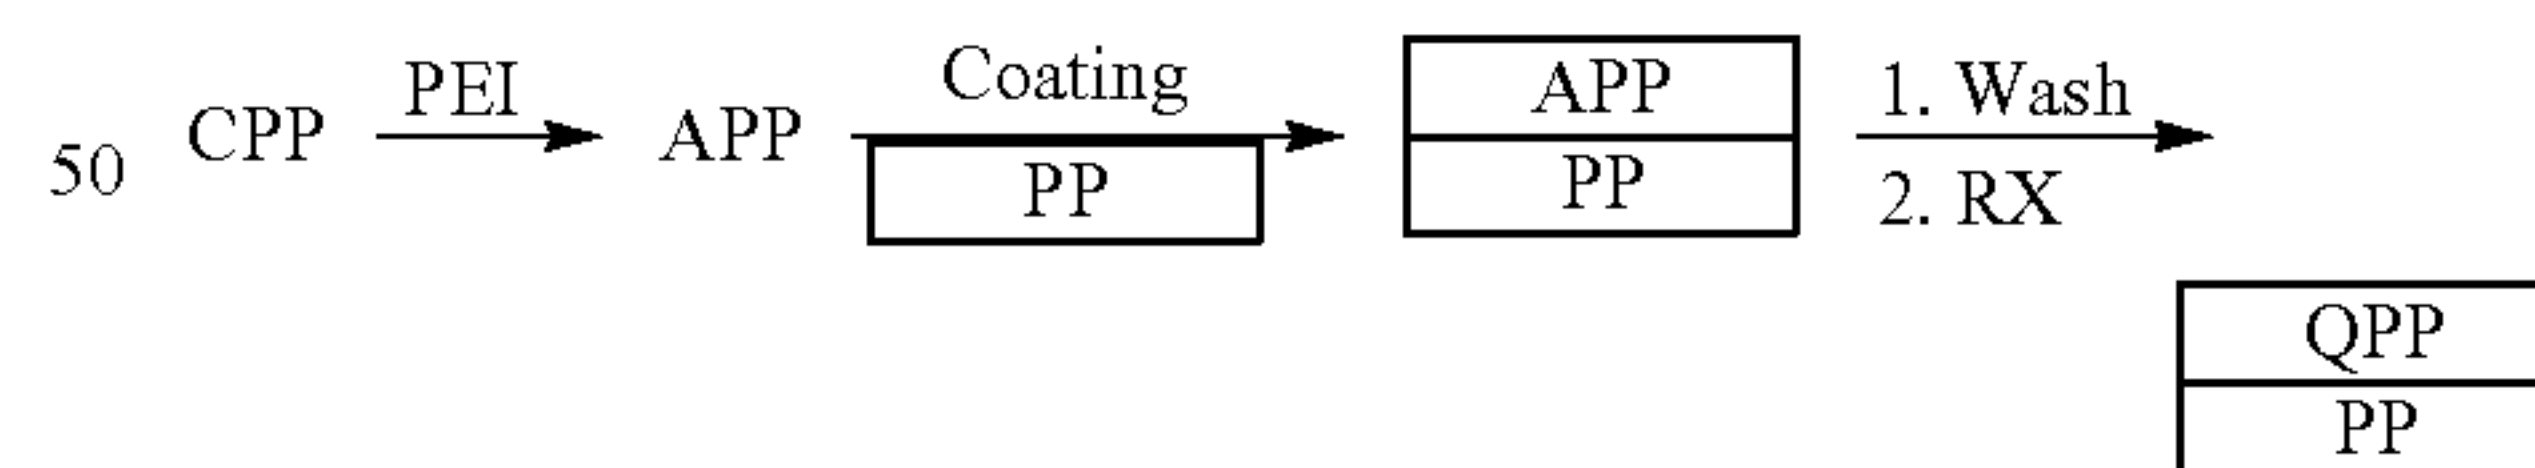 PEI Coating APP 1. Wash
50 CPP APP PP PP 2. RX
QPP
PP